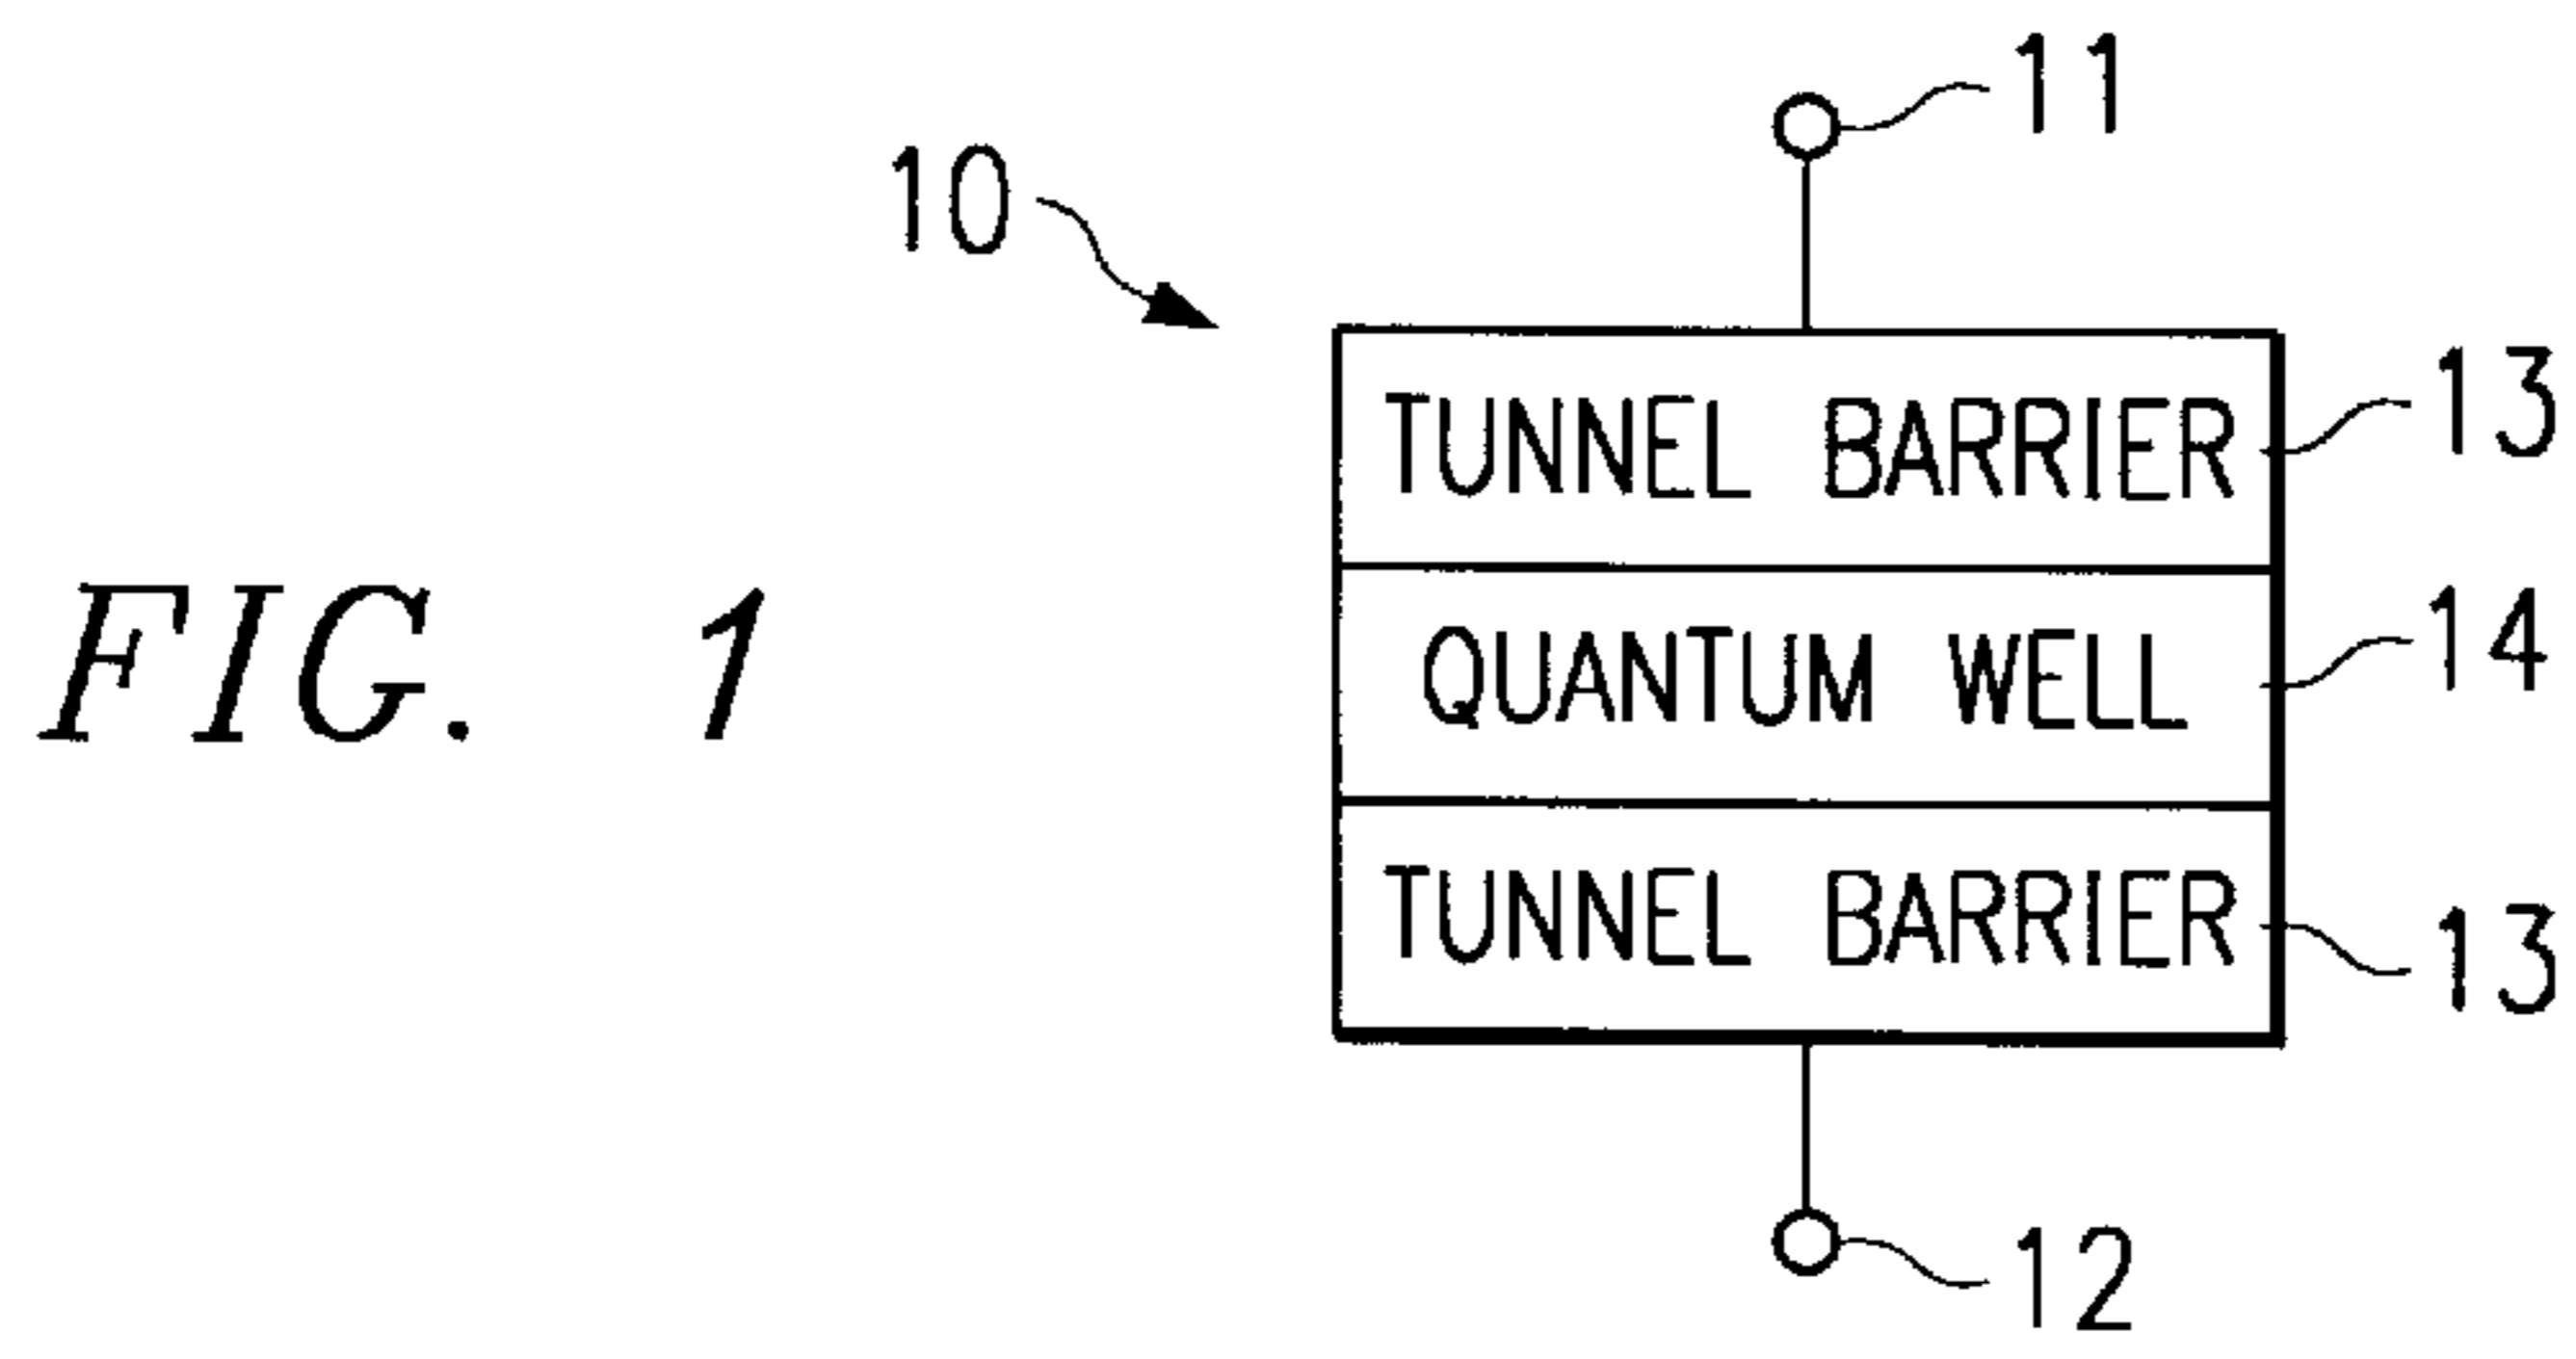 11
10
TUNNEL BARRIER 13
FIG. 1
QUANTUM WELL 14
TUNNEL BARRIER 13
12